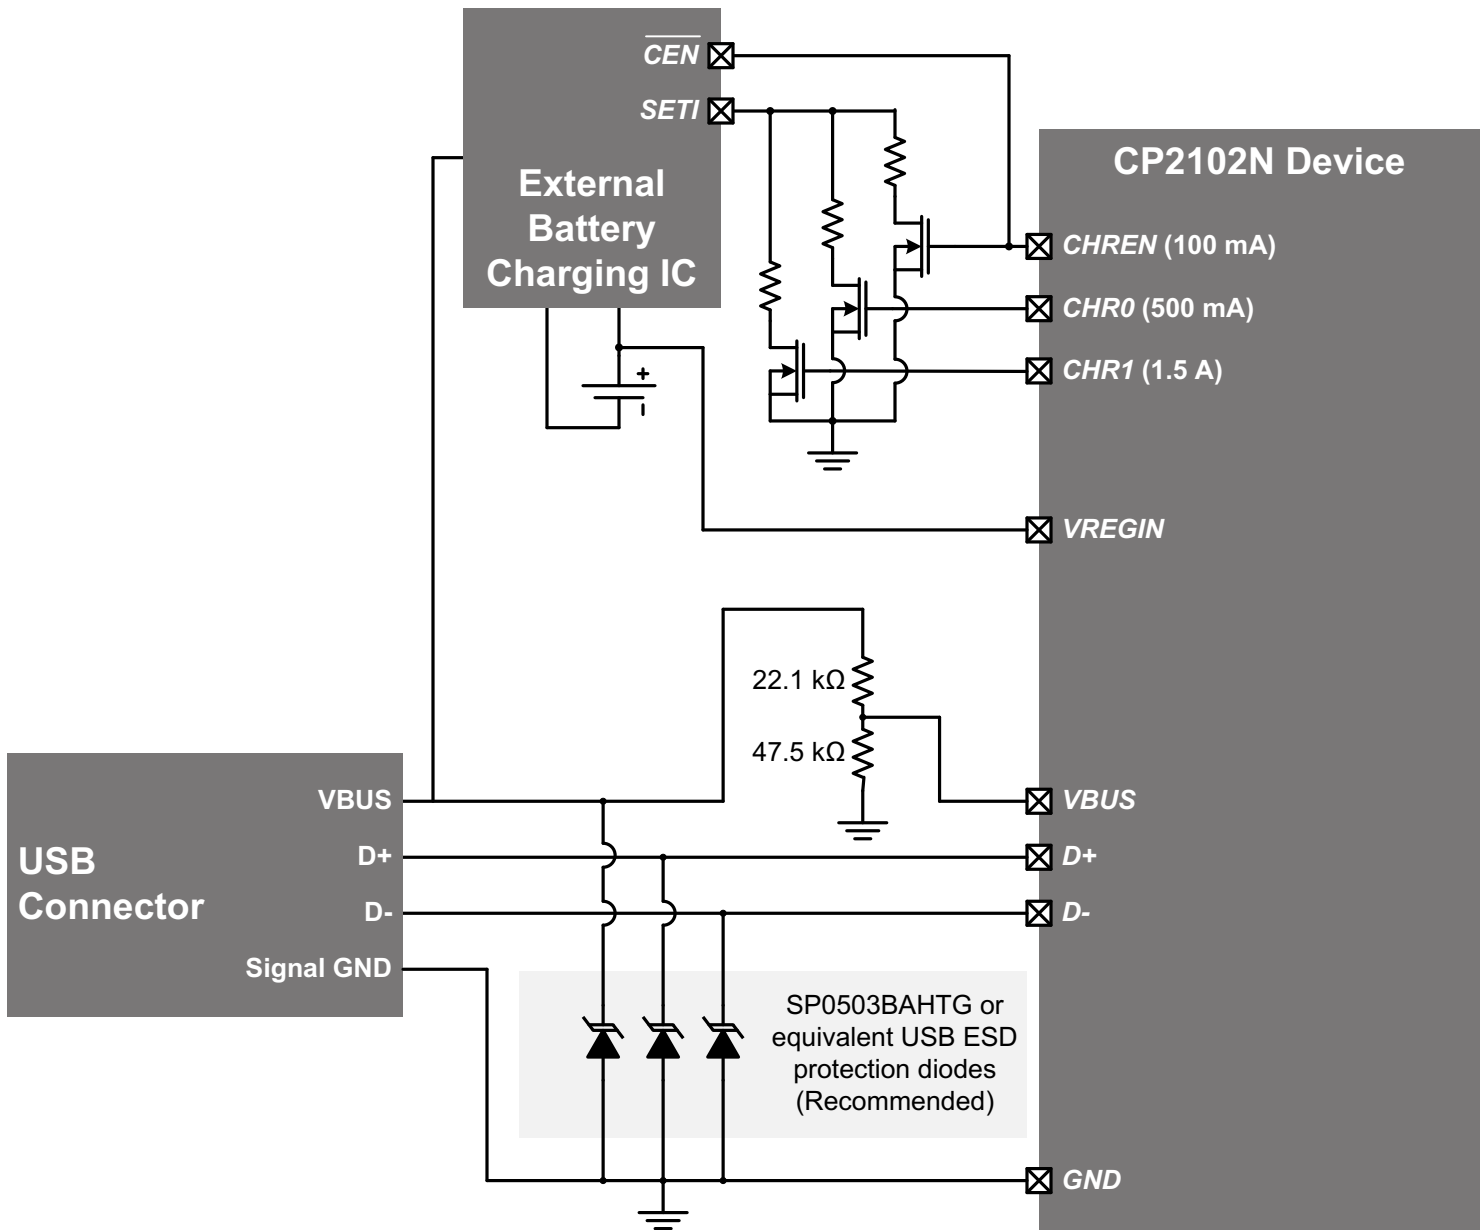 CEN
SETI
External
Battery
Charging IC
+
−
CP2102N Device
CHREN (100 mA)
CHR0 (500 mA)
CHR1 (1.5 A)
VREGIN
22.1 kΩ
47.5 kΩ
USB
Connector
VBUS
D+
D-
Signal GND
VBUS
D+
D-
SP0503BAHTG or
equivalent USB ESD
protection diodes
(Recommended)
GND